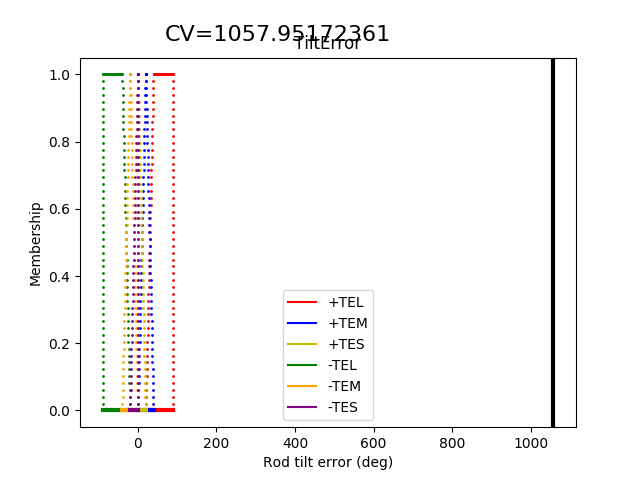 CV=1057.95172361
TiltError
1.0
0.8
0.6
0.4
0.2
0.0
Membership
+TEL
+TEM
+TES
-TEL
-TEM
-TES
0 200 400 600 800 1000
Rod tilt error (deg)